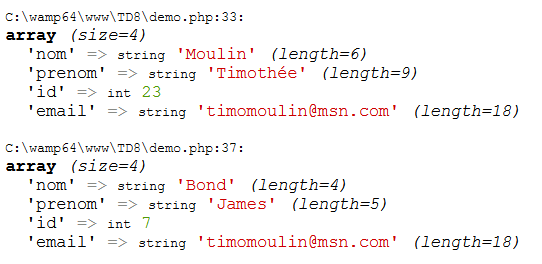 C:\wamp64\www\TD8\demo.php:33:
array (size=4)
'nom' => string 'Moulin' (length=6)
'prenom' => string 'Timothée' (length=9)
'id' => int 23
'email' => string 'timomoulin@msn.com' (length=18)
C:\wamp64\www\TD8\demo.php:37:
array (size=4)
'nom' => string 'Bond' (length=4)
'prenom' => string 'James' (length=5)
'id' => int 7
'email' => string 'timomoulin@msn.com' (length=18)